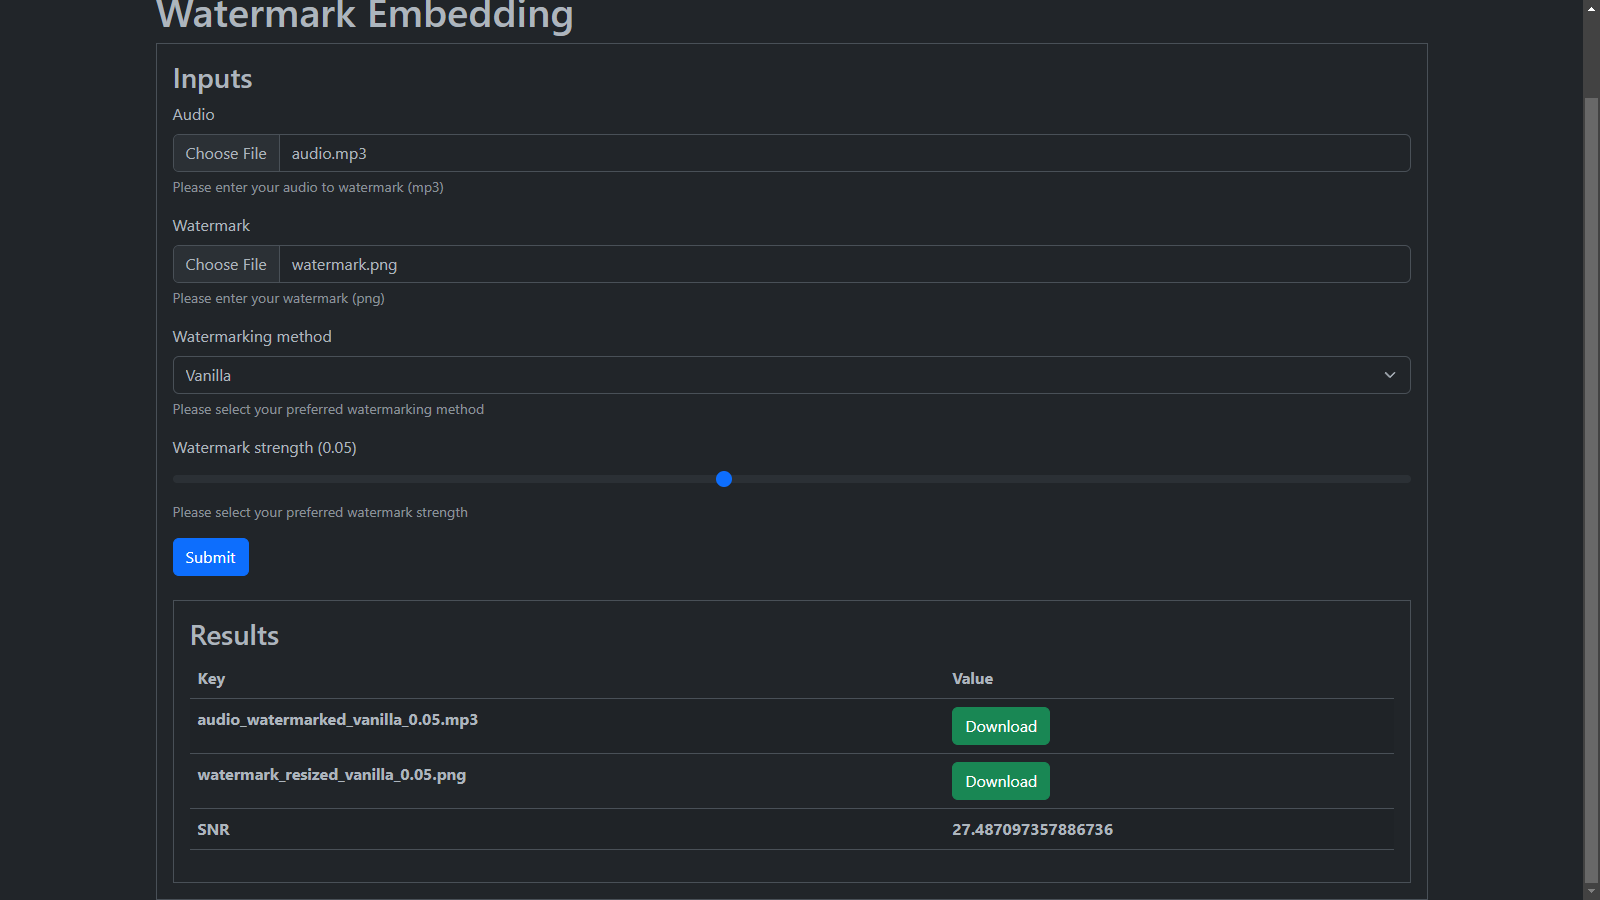 Watermark Embedding
Inputs
Audio
Choose File audio.mp3
Please enter your audio to watermark (mp3)
Watermark
Choose File watermark.png
Please enter your watermark (png)
Watermarking method
Vanilla
Please select your preferred watermarking method
Watermark strength (0.05)
Please select your preferred watermark strength
Submit
Results
Key Value
audio_watermarked_vanilla_0.05.mp3 Download
watermark_resized_vanilla_0.05.png Download
SNR 27.487097357886736